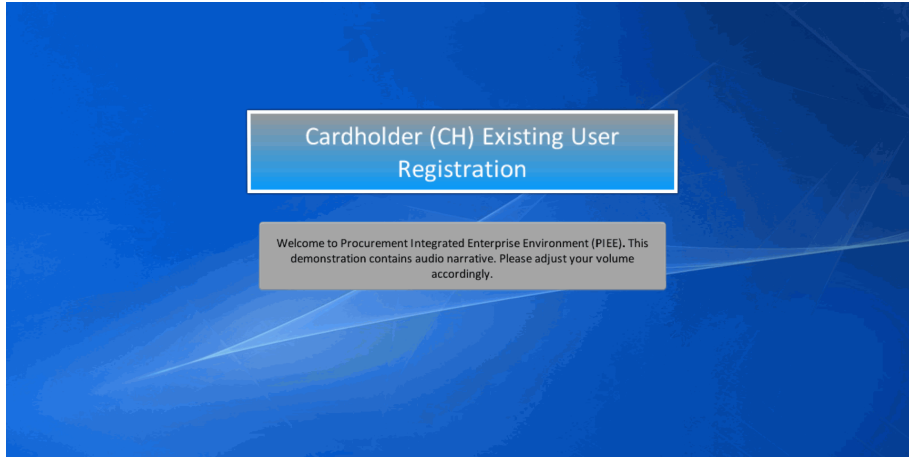 Cardholder (CH) Existing User
Registration
Welcome to Procurement Integrated Enterprise Environment (PIEE). This
demonstration contains audio narrative. Please adjust your volume
accordingly.